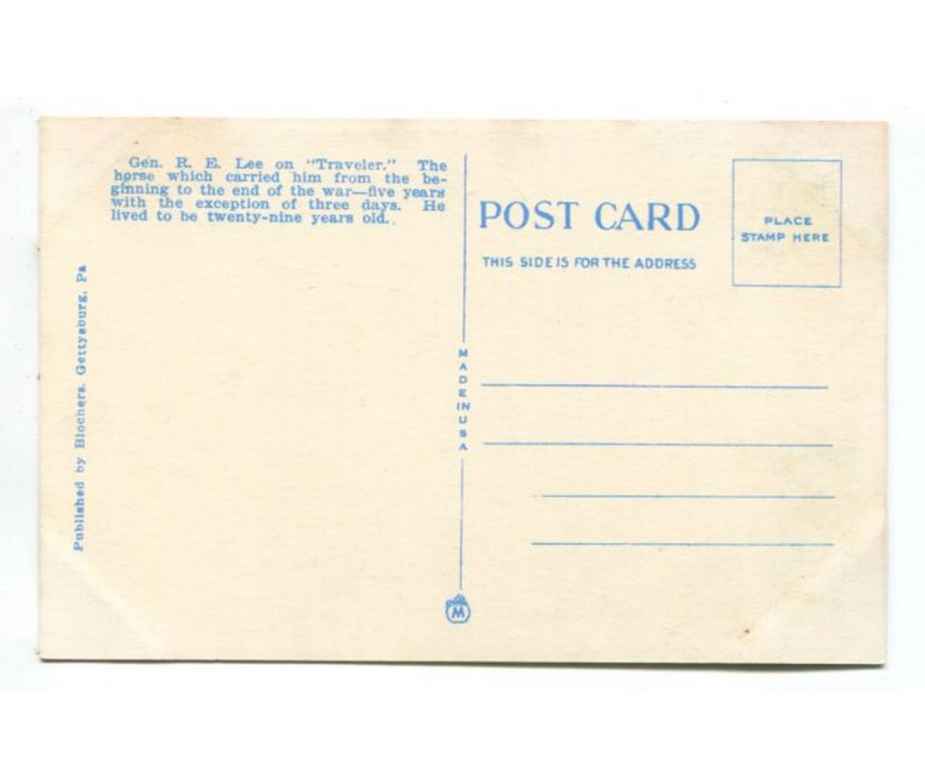 Gen. R. E. Lee on "Traveler." The
horse which carried him from the be-
ginning to the end of the war—five years
with the exception of three days. He
lived to be twenty-nine years old.
Published by Blochers, Gettysburg, Pa
MADE IN USA
M
POST CARD
THIS SIDE IS FOR THE ADDRESS
PLACE
STAMP HERE